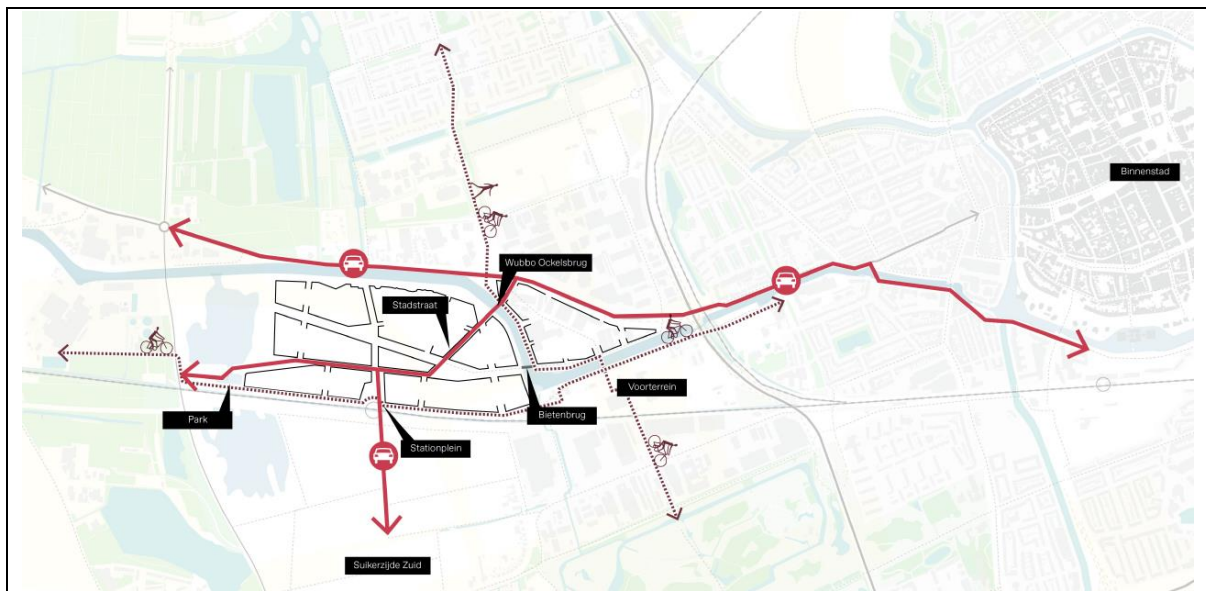 Binnenstad
Wubbo Ockelsbrug
Stadstraat
Voorterrein
Park
Bietenbrug
Stationplein
Suikerzijde Zuid